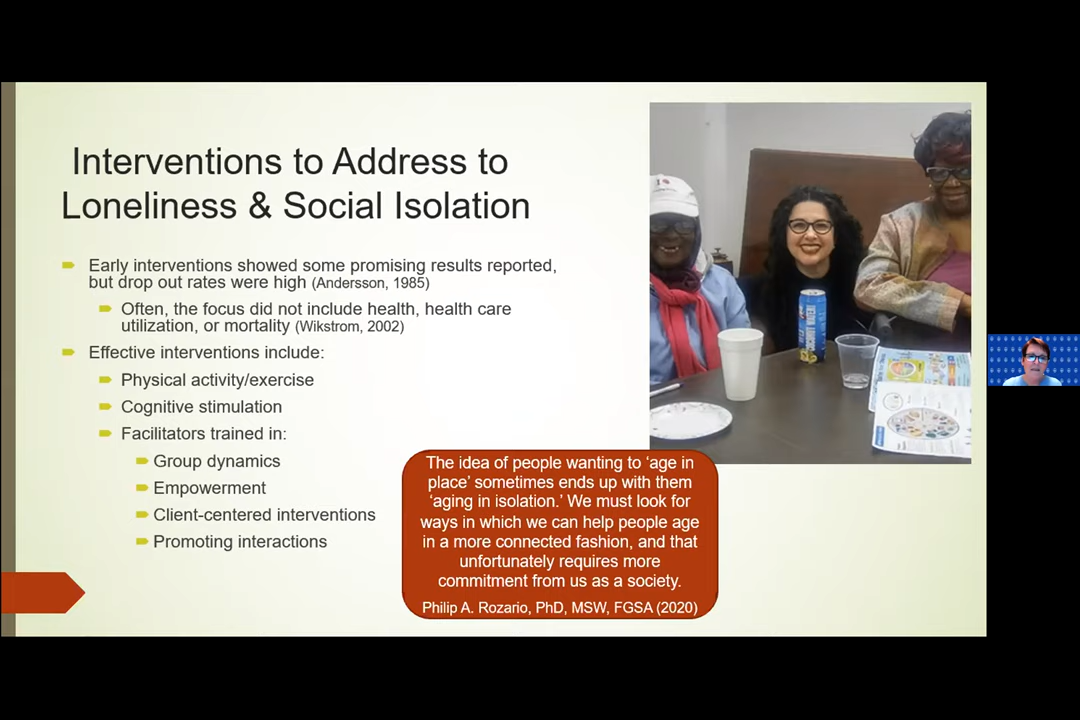 Interventions to Address to
Loneliness & Social Isolation
Early interventions showed some promising results reported,
but drop out rates were high (Andersson, 1985)
Often, the focus did not include health, health care
utilization, or mortality (Wikstrom, 2002)
Effective interventions include:
Physical activity/exercise
Cognitive stimulation
Facilitators trained in:
Group dynamics
Empowerment
Client-centered interventions
Promoting interactions
The idea of people wanting to ‘age in
place’ sometimes ends up with them
‘aging in isolation.’ We must look for
ways in which we can help people age
in a more connected fashion, and that
unfortunately requires more
commitment from us as a society.
Philip A. Rozario, PhD, MSW, FGSA (2020)
COCONUT WATER